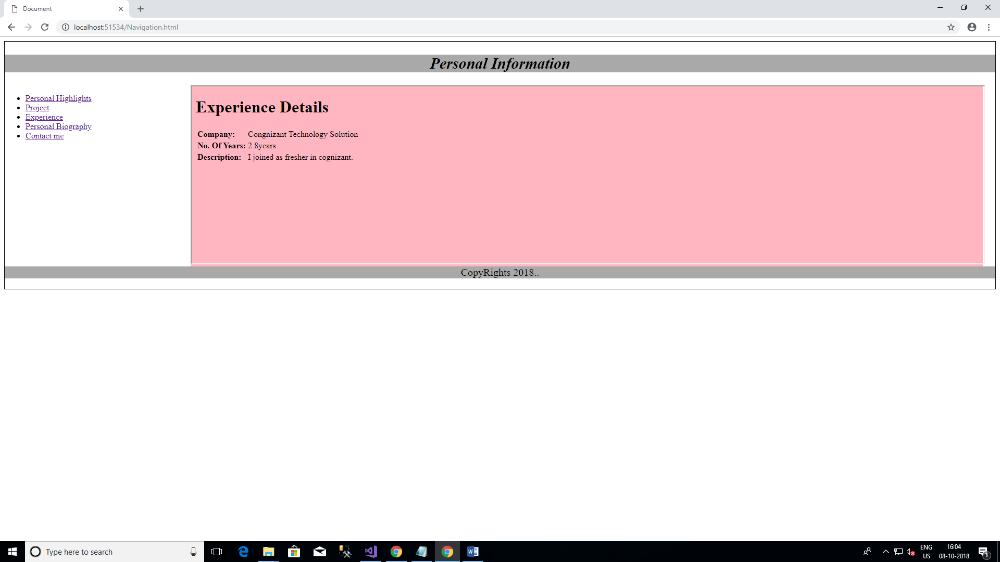 Document
localhost:51534/Navigation.html
Personal Information
Personal Highlights
Project
Experience
Personal Biography
Contact me
Experience Details
Company: Congnizant Technology Solution
No. Of Years: 2.8years
Description: I joined as fresher in cognizant.
CopyRights 2018..
Type here to search
ENG
US
16:04
08-10-2018
1